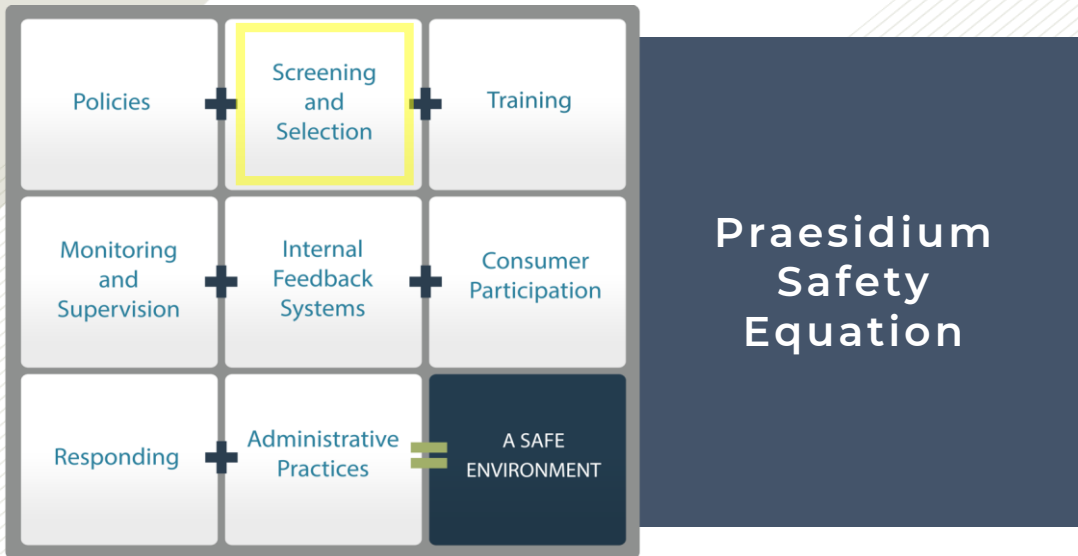 Policies
Screening
and
Selection
Training
Monitoring
and
Supervision
Internal
Feedback
Systems
Consumer
Participation
Responding
Administrative
Practices
A SAFE
ENVIRONMENT
Praesidium
Safety
Equation